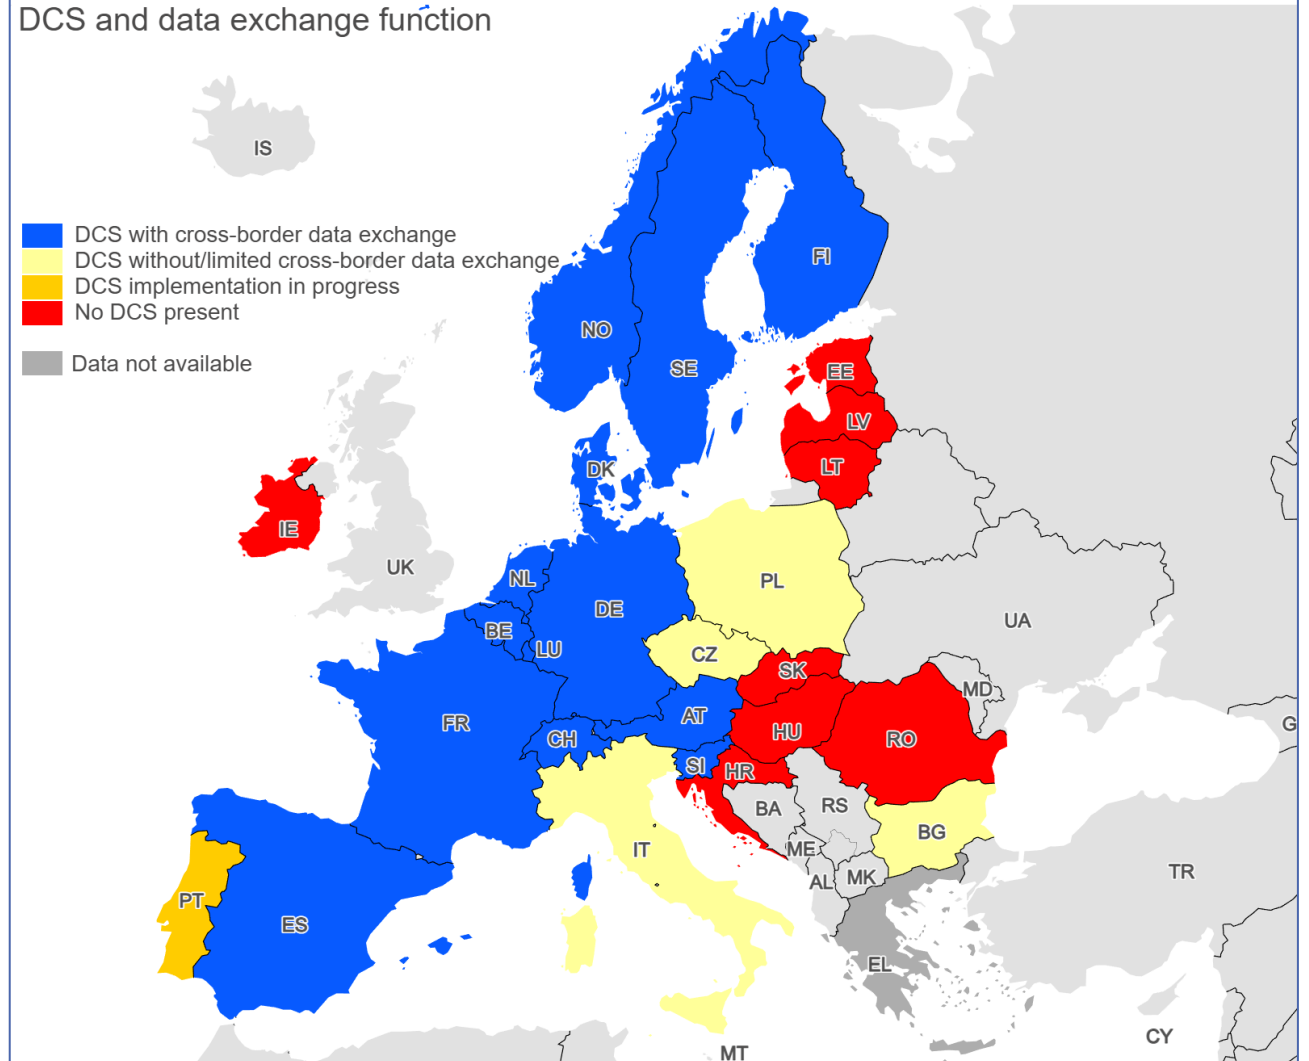 DCS and data exchange function
IS
DCS with cross-border data exchange
DCS without/limited cross-border data exchange
DCS implementation in progress
No DCS present
Data not available
FI
NO
SE
EE
LV
LT
DK
IE
UK
NL
DE
PL
BE
LU
CZ
UA
SK
MD
FR
AT
CH
HU
RO
G
SI
HR
BA
RS
BG
IT
ME
MK
AL
TR
PT
ES
EL
CY
MT